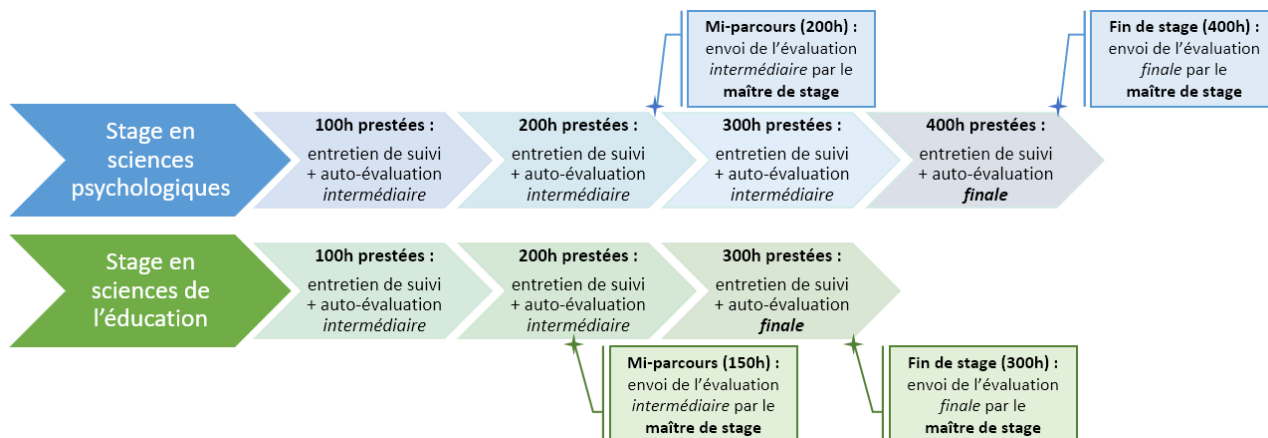 Mi-parcours (200h) :
envoi de l'évaluation
intermédiaire par le
maître de stage
Fin de stage (400h) :
envoi de l'évaluation
finale par le
maître de stage
Stage en
sciences
psychologiques
100h prestées :
entretien de suivi
+ auto-évaluation
intermédiaire
200h prestées :
entretien de suivi
+ auto-évaluation
intermédiaire
300h prestées :
entretien de suivi
+ auto-évaluation
intermédiaire
400h prestées :
entretien de suivi
+ auto-évaluation
finale
Stage en
sciences de
l'éducation
100h prestées :
entretien de suivi
+ auto-évaluation
intermédiaire
200h prestées :
entretien de suivi
+ auto-évaluation
intermédiaire
300h prestées :
entretien de suivi
+ auto-évaluation
finale
Mi-parcours (150h) :
envoi de l'évaluation
intermédiaire par le
maître de stage
Fin de stage (300h) :
envoi de l'évaluation
finale par le
maître de stage